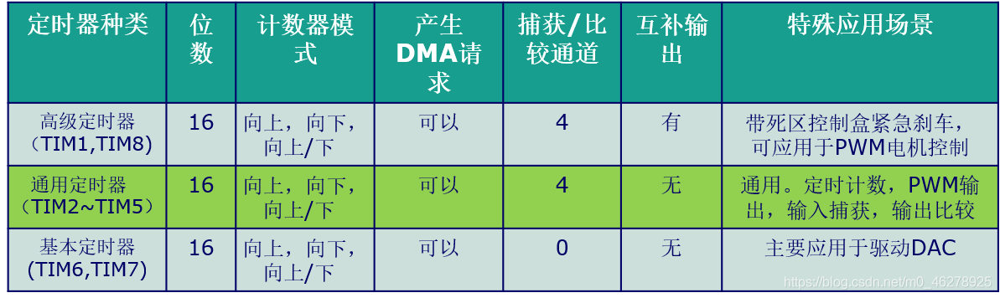 定时器种类
位数
计数器模式
产生DMA请求
捕获/比较通道
互补输出
特殊应用场景
高级定时器
（TIM1,TIM8)
16
向上，向下，
向上/下
可以
4
有
带死区控制盒紧急刹车，
可应用于PWM电机控制
通用定时器
（TIM2~TIM5）
16
向上，向下，
向上/下
可以
4
无
通用。定时计数，PWM输
出，输入捕获，输出比较
基本定时器
(TIM6,TIM7)
16
向上，向下，
向上/下
可以
0
无
主要应用于驱动DAC
https://blog.csdn.net/m0_46278925